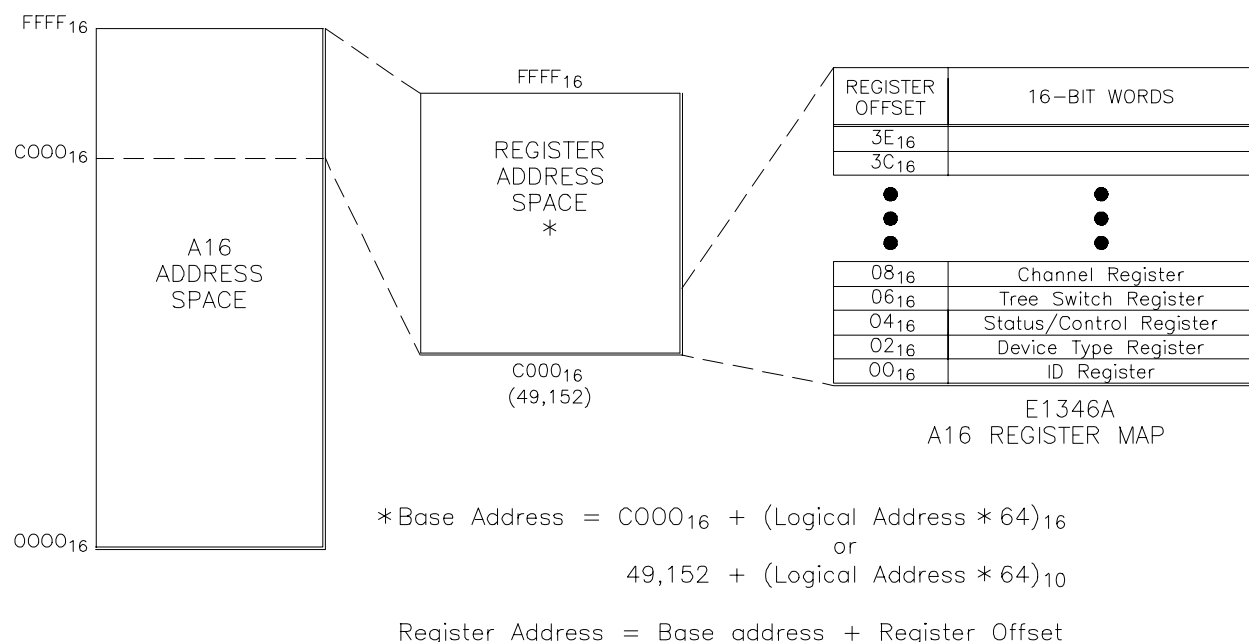 FFFF16
C00016
A16
ADDRESS
SPACE
000016
FFFF16
REGISTER
ADDRESS
SPACE
*
C00016
(49,152)
REGISTER
OFFSET
16-BIT WORDS
3E16
3C16
0816 Channel Register
0616 Tree Switch Register
0416 Status/Control Register
0216 Device Type Register
0016 ID Register
E1346A
A16 REGISTER MAP
*Base Address = C00016 + (Logical Address * 64)16
or
49,152 + (Logical Address * 64)10
Register Address = Base address + Register Offset